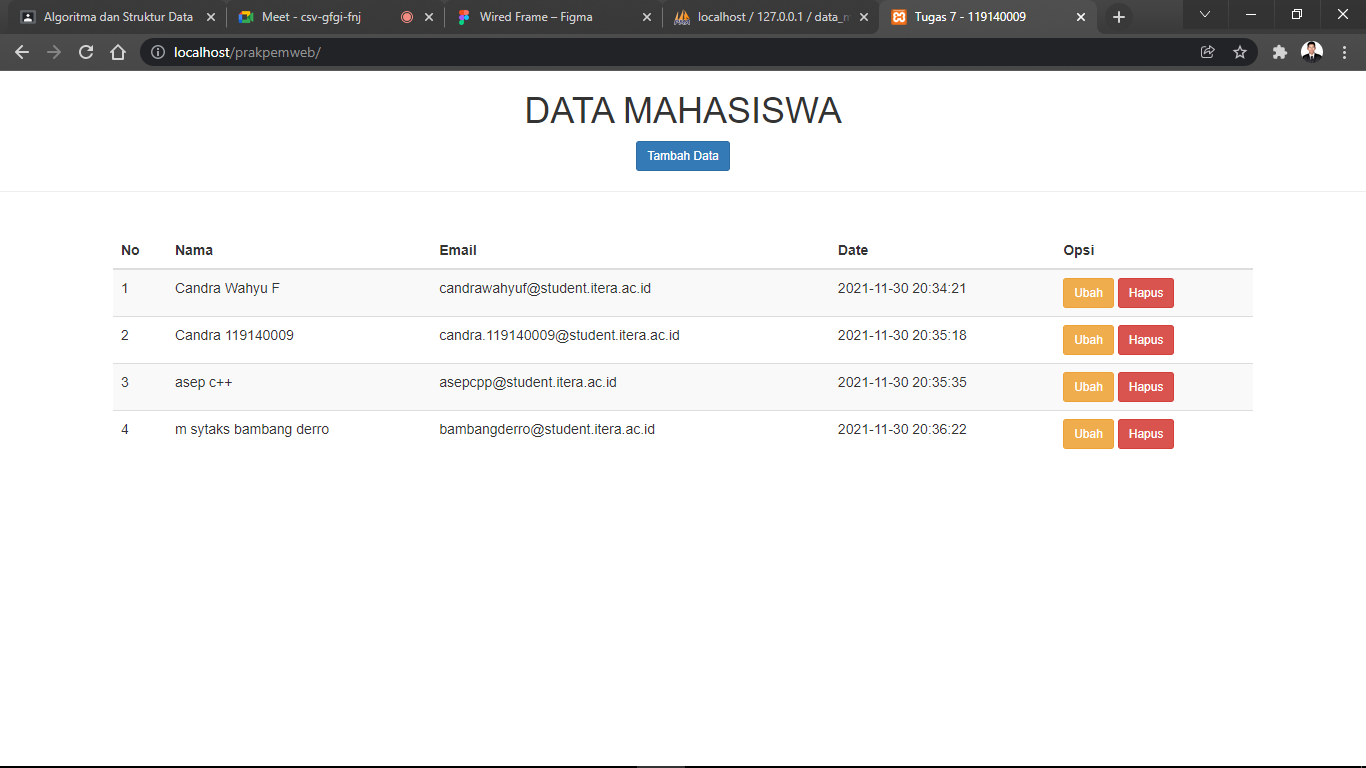 Algoritma dan Struktur Data
Meet - csv-gfgi-fnj
Wired Frame – Figma
localhost / 127.0.0.1 / data_m
Tugas 7 - 119140009
localhost/prakpemweb/
DATA MAHASISWA
Tambah Data
No Nama Email Date Opsi
1 Candra Wahyu F candrawahyuf@student.itera.ac.id 2021-11-30 20:34:21 Ubah Hapus
2 Candra 119140009 candra.119140009@student.itera.ac.id 2021-11-30 20:35:18 Ubah Hapus
3 asep c++ asepcpp@student.itera.ac.id 2021-11-30 20:35:35 Ubah Hapus
4 m sytaks bambang derro bambangderro@student.itera.ac.id 2021-11-30 20:36:22 Ubah Hapus